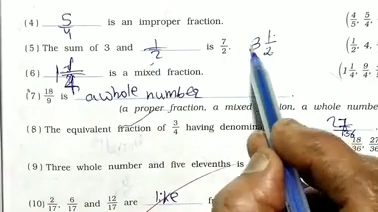 (4) 5/4 is an improper fraction. (4/5, 5/4,
(5) The sum of 3 and 1/2 is 7/2. 3 1/2 (1/2, 4,
(6) 1 1/4 is a mixed fraction. (1 1/4, 9/4,
(7) 18/9 is a whole number
(a proper fraction, a mixed on, a whole numbe
(8) The equivalent fraction of 3/4 having denomin 27/36 18/36, 27/36
(9) Three whole number and five elevenths is
(10) 2/17, 6/17 and 12/17 are like f